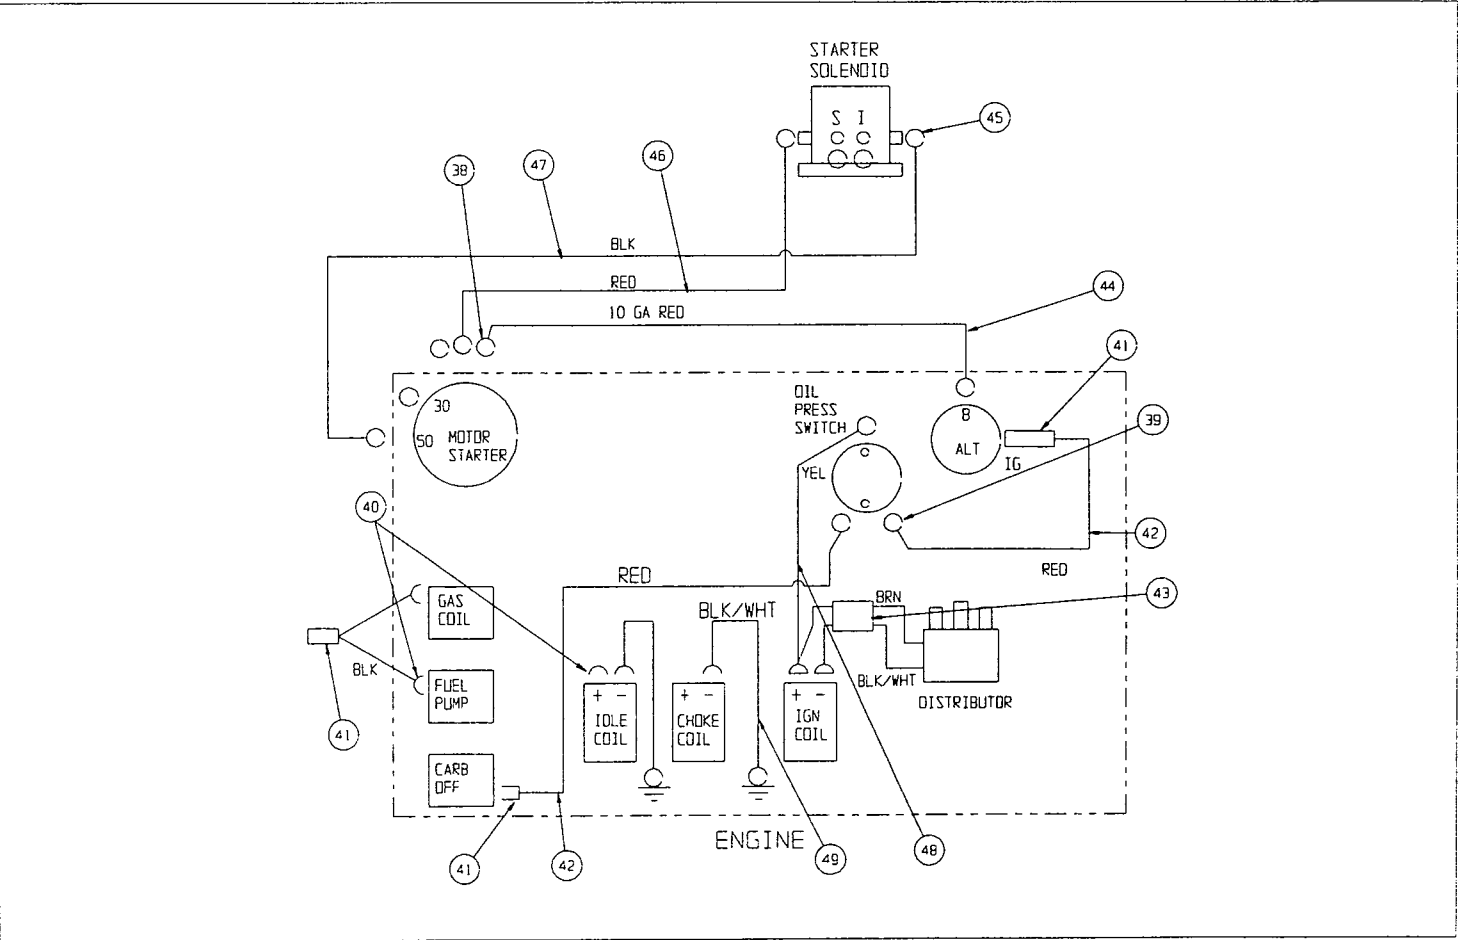 STARTER
SOLENOID
S I
45
38
47
46
BLK
RED
44
10 GA RED
41
OIL
PRESS
SWITCH
39
30
50
MOTOR
STARTER
B
ALT
IG
YEL
40
42
RED
RED
GAS
COIL
BLK/WHT
BRN
43
41
BLK
FUEL
PUMP
BLK/WHT
DISTRIBUTOR
+ -
IDLE
COIL
+ -
CHOKE
COIL
+ -
IGN
COIL
41
CARB
OFF
ENGINE
41
42
49
48